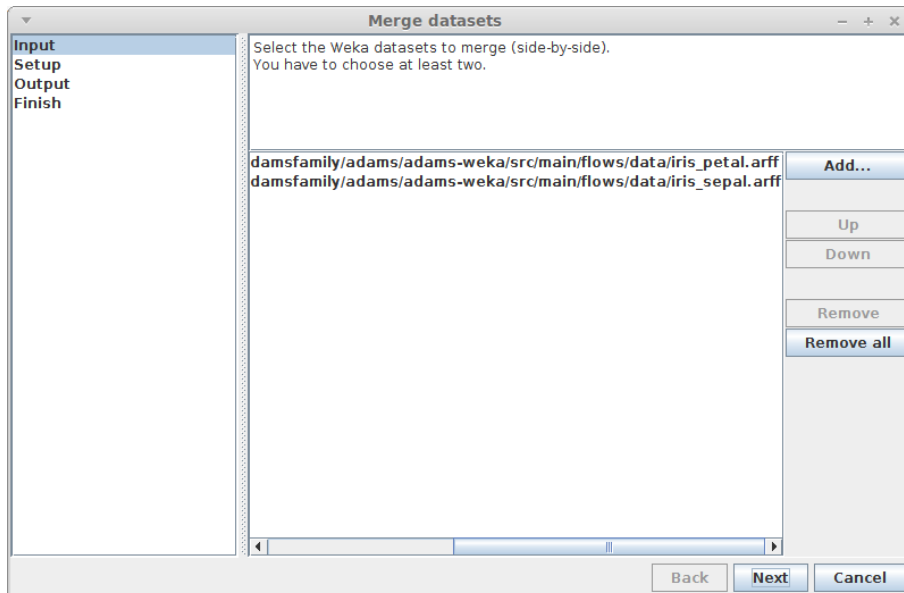 Merge datasets
Input
Setup
Output
Finish
Select the Weka datasets to merge (side-by-side).
You have to choose at least two.
damsfamily/adams/adams-weka/src/main/flows/data/iris_petal.arff
damsfamily/adams/adams-weka/src/main/flows/data/iris_sepal.arff
Add...
Up
Down
Remove
Remove all
Back
Next
Cancel